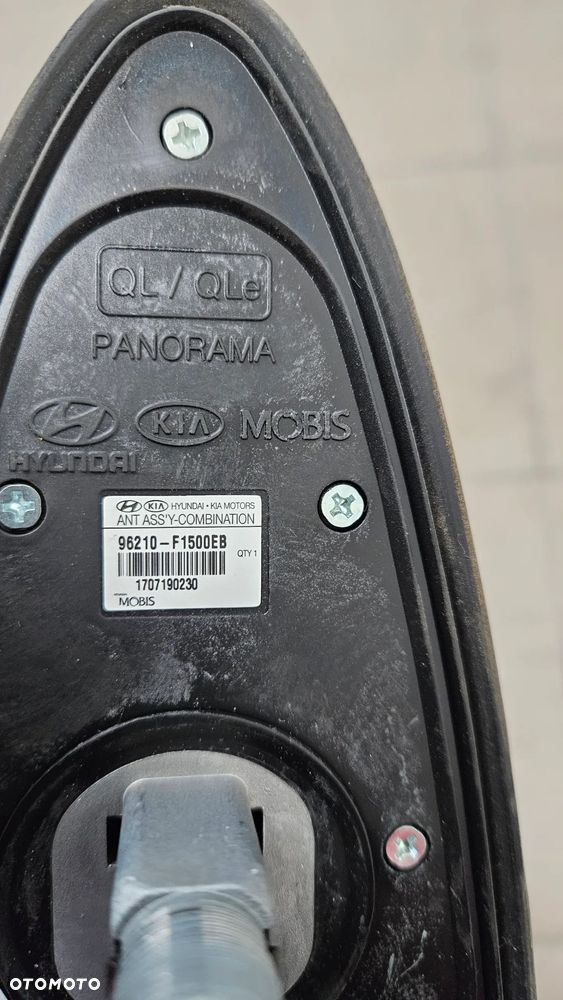 QL / QLe
PANORAMA
KIA MOBIS
HYUNDAI
KIA HYUNDAI • KIA MOTORS
ANT ASS'Y-COMBINATION
96210-F1500EB
QTY 1
1707190230
MOBIS
OTOMOTO